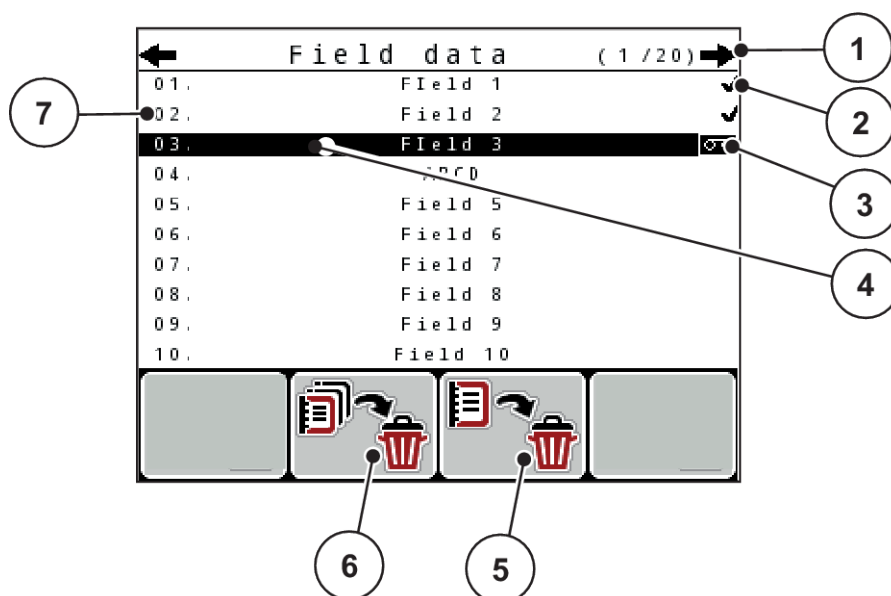 Field data (1/20)
01. FIeld 1
02. Field 2
03. FIeld 3
04. ABCD
05. Field 5
06. Field 6
07. Field 7
08. Field 8
09. Field 9
10. Field 10
1
2
3
4
5
6
7